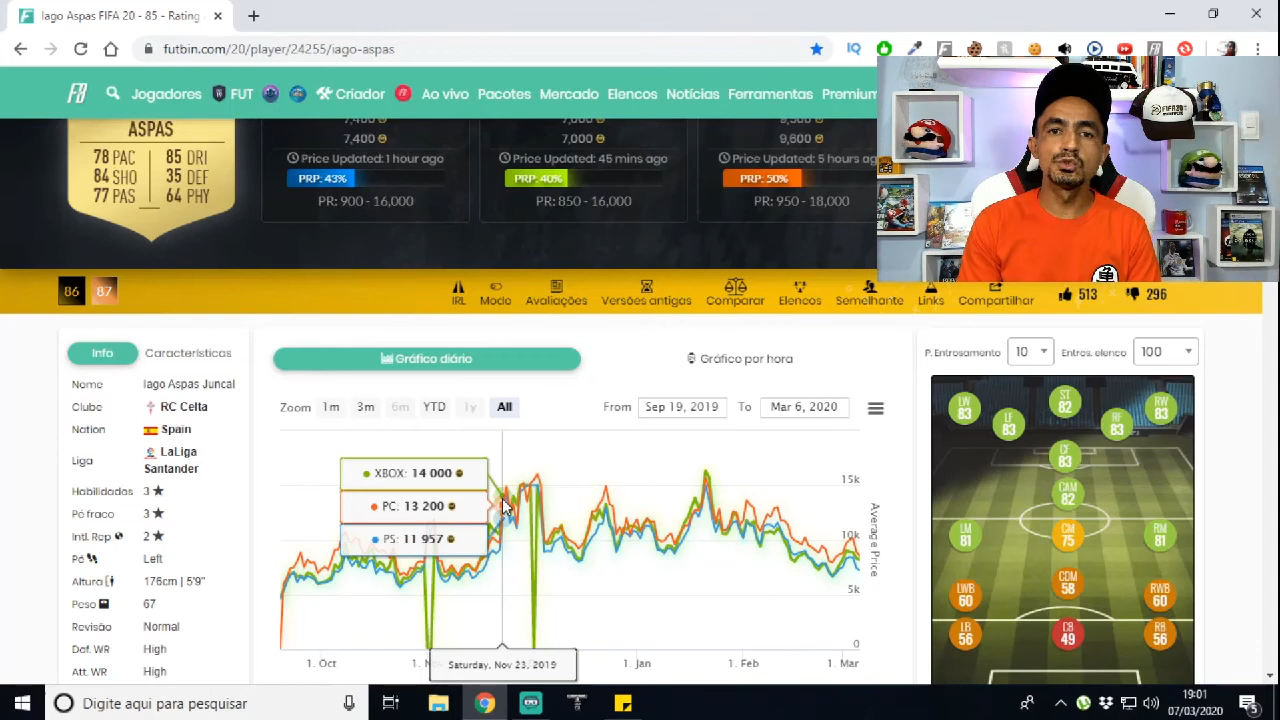 Iago Aspas FIFA 20 - 85 - Rating
futbin.com/20/player/24255/iago-aspas
IQ
F8 Jogadores FUT Criador Ao vivo Pacotes Mercado Elencos Notícias Ferramentas Premium
ASPAS
78 PAC 85 DRI
84 SHO 35 DEF
77 PAS 64 PHY
7,400
Price Updated: 1 hour ago
PRP: 43%
PR: 900 - 16,000
7,000
Price Updated: 45 mins ago
PRP: 40%
PR: 850 - 16,000
9,600
Price Updated: 5 hours ag
PRP: 50%
PR: 950 - 18,000
FIFA 20
86 87
IRL Modo Avaliações Versões antigas Comparar Elencos Semelhante Links Compartilhar 513 296
Info Características
Nome Iago Aspas Juncal
Clube RC Celta
Nation Spain
Liga LaLiga
Santander
Habilidades 3
Pé fraco 3
Intl. Rep 2
Pé Left
Altura 176cm | 5'9"
Peso 67
Revisão Normal
Def. WR High
Att. WR High
Gráfico diário Gráfico por hora
Zoom 1m 3m 6m YTD 1y All From Sep 19, 2019 To Mar 6, 2020
XBOX: 14 000
PC: 13 200
PS: 11 957
15k
10k
5k
0
Average Price
1. Oct
Saturday, Nov 23, 2019
1. Jan 1. Feb 1. Mar
P. Entrosamento 10 Entros. elenco 100
LW 83
LF 83
ST 82
RF 83
RW 83
CF 83
CAM 82
LM 81
CM 75
RM 81
LWB 60
CDM 58
RWB 60
LB 56
CB 49
RB 56
Digite aqui para pesquisar
19:01
07/03/2020
5